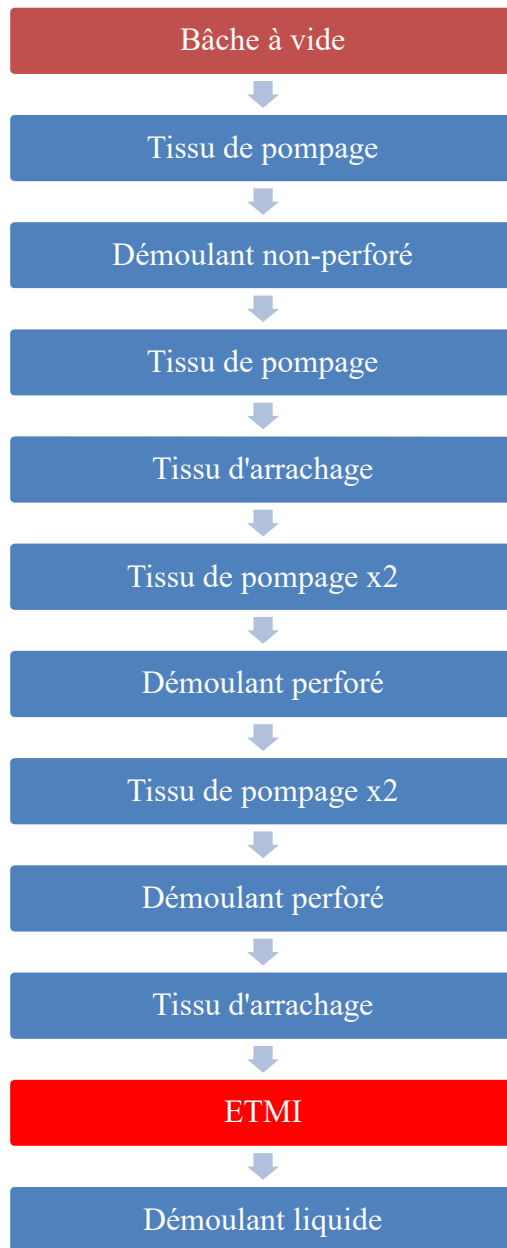 Bâche à vide
Tissu de pompage
Démoulant non-perforé
Tissu de pompage
Tissu d'arrachage
Tissu de pompage x2
Démoulant perforé
Tissu de pompage x2
Démoulant perforé
Tissu d'arrachage
ETMI
Démoulant liquide